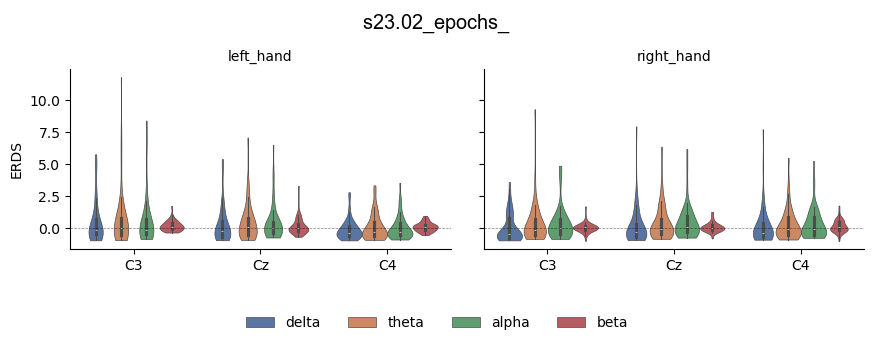 s23.02_epochs_
left_hand
right_hand
ERDS
10.0
7.5
5.0
2.5
0.0
C3
Cz
C4
C3
Cz
C4
delta
theta
alpha
beta